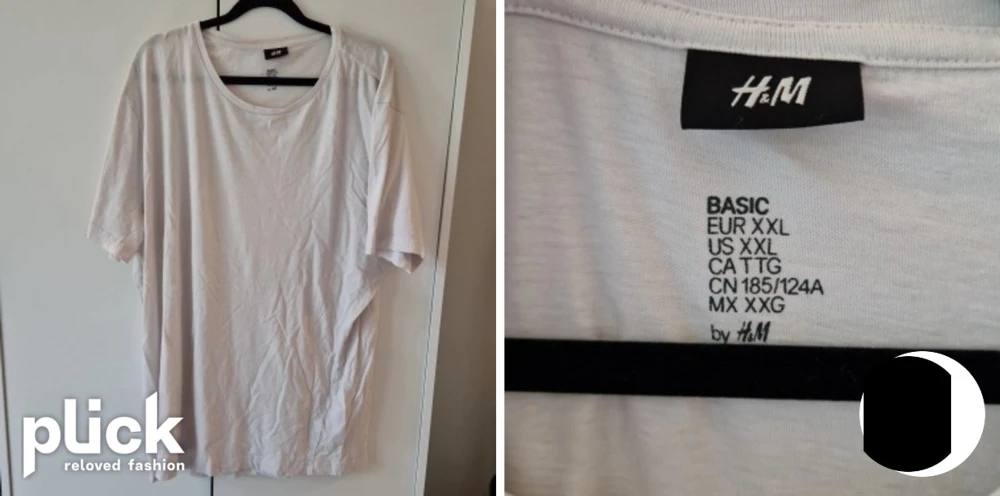 H&M
plick
reloved fashion
H&M
BASIC
EUR XXL
US XXL
CA TTG
CN 185/124A
MX XXG
by H&M